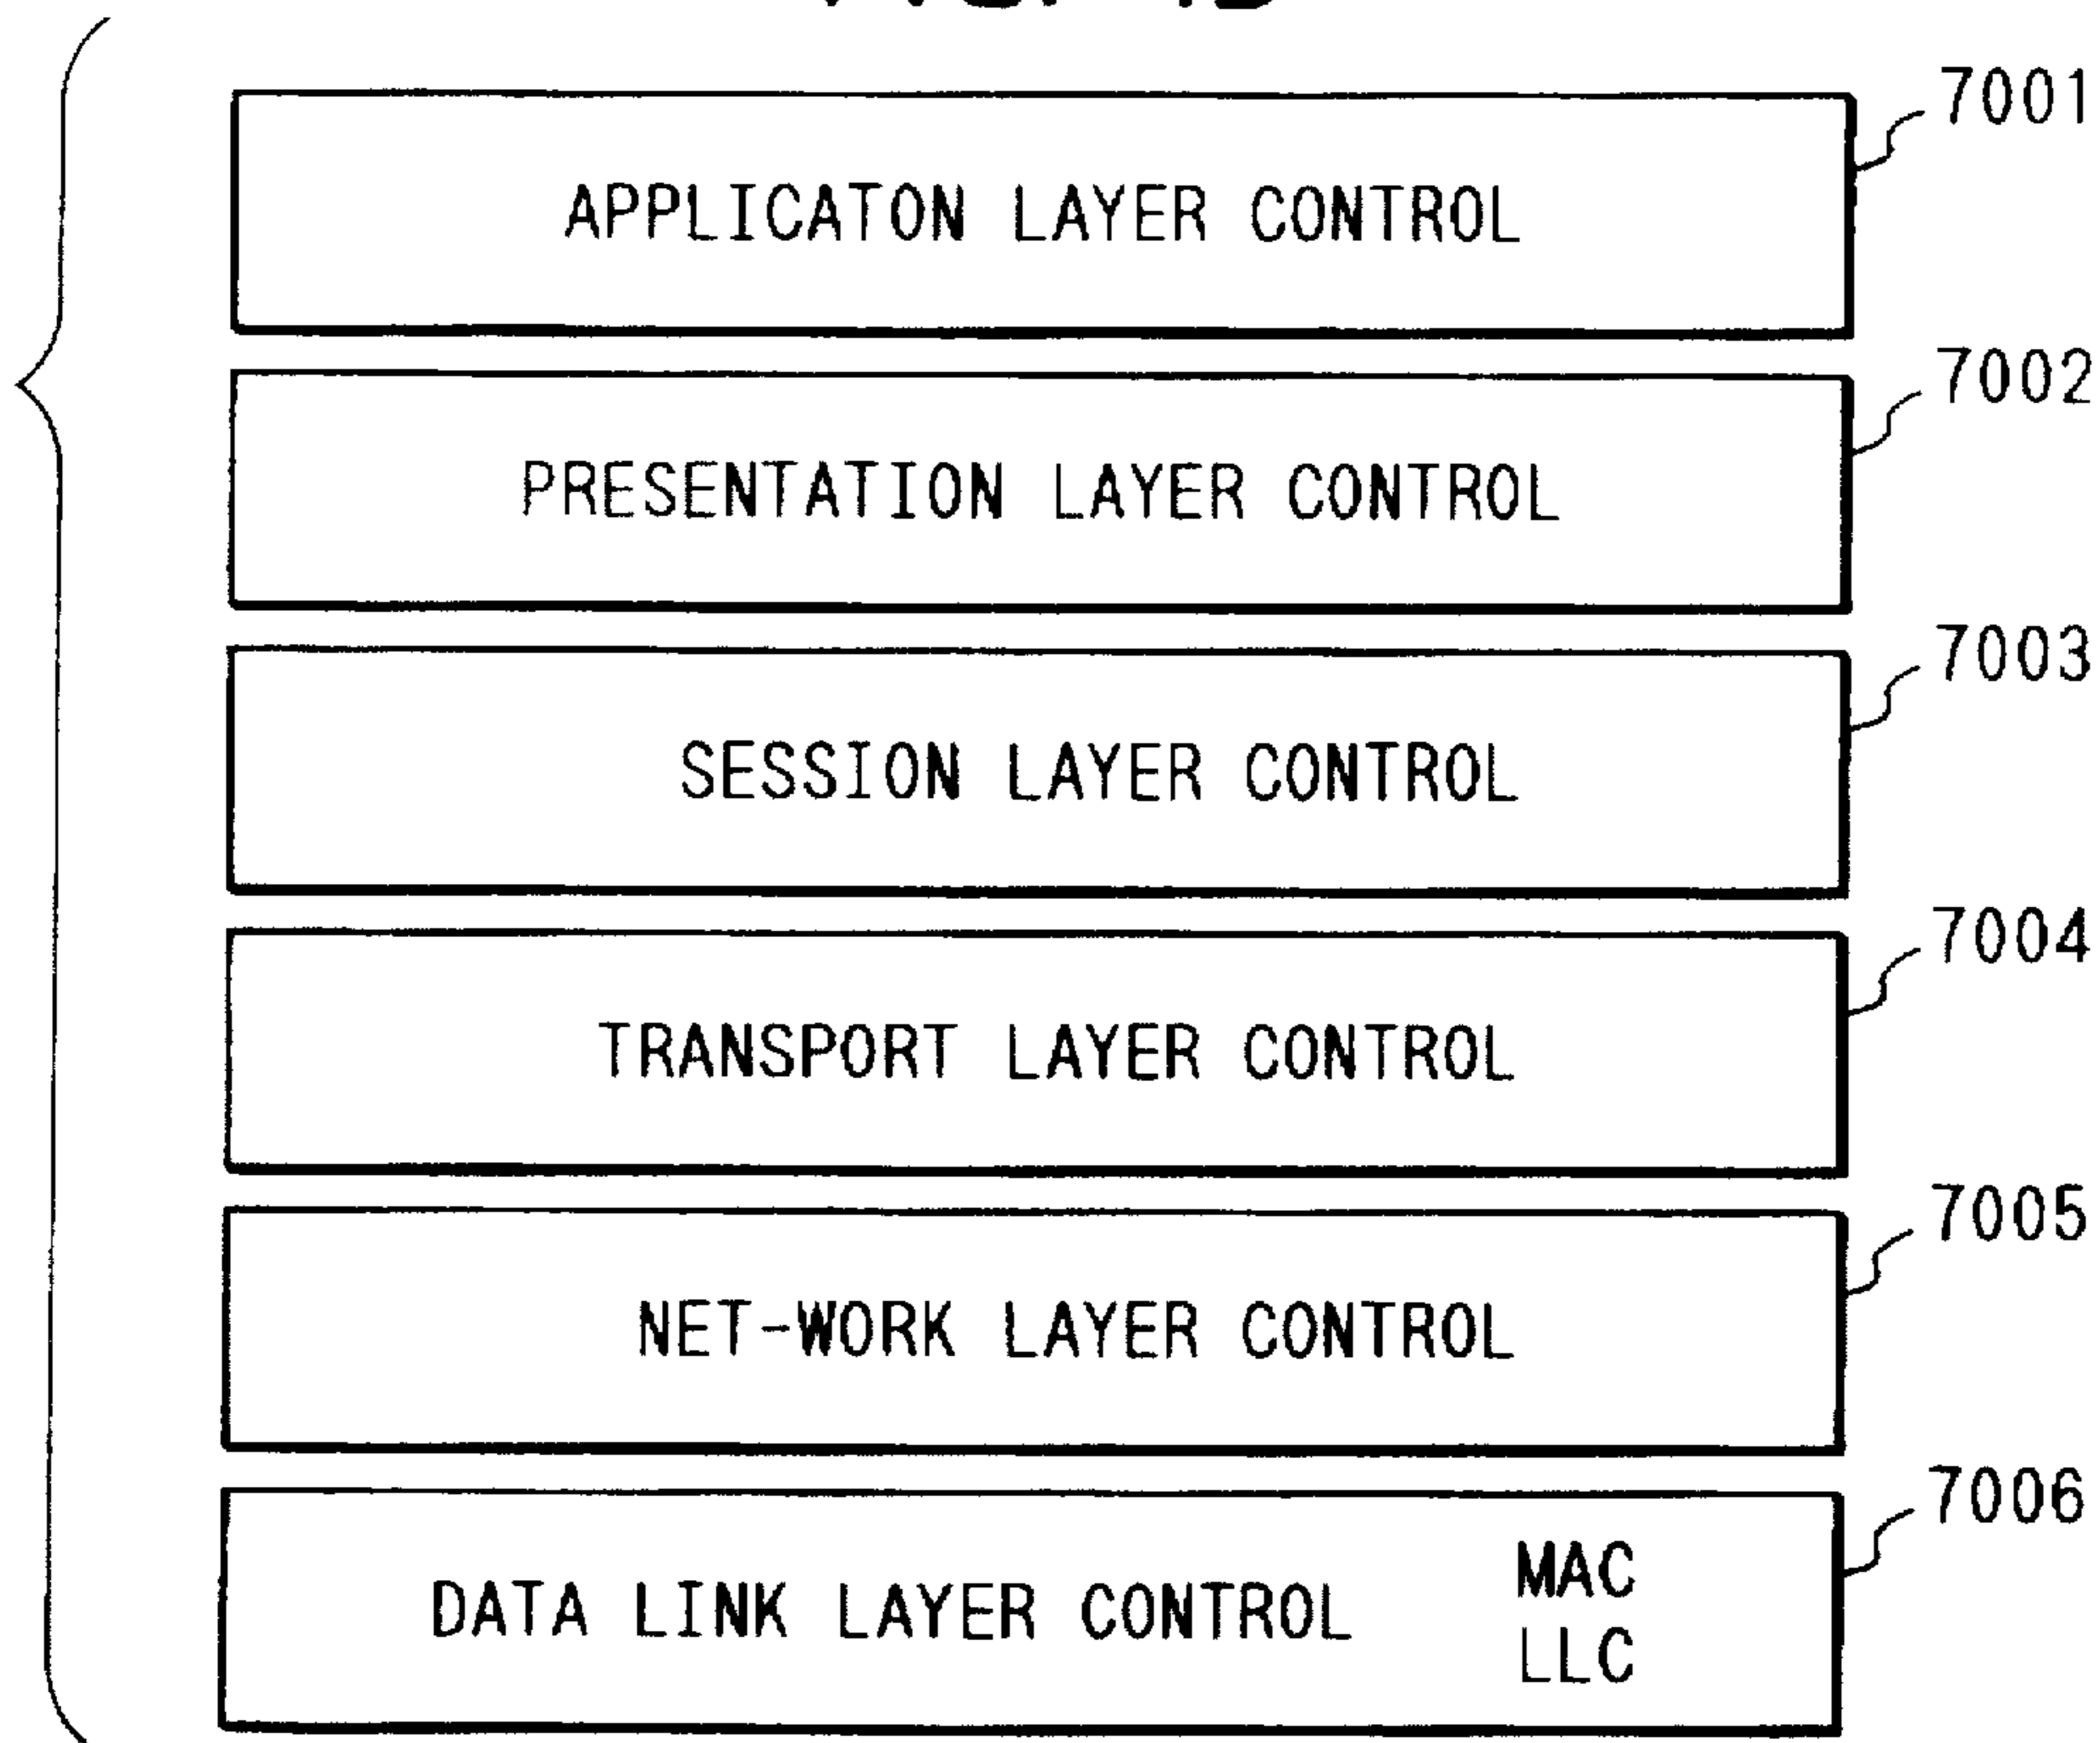 7001
APPLICATON LAYER CONTROL
7002
PRESENTATION LAYER CONTROL
7003
SESSION LAYER CONTROL
7004
TRANSPORT LAYER CONTROL
7005
NET-WORK LAYER CONTROL
7006
DATA LINK LAYER CONTROL
MAC
LLC